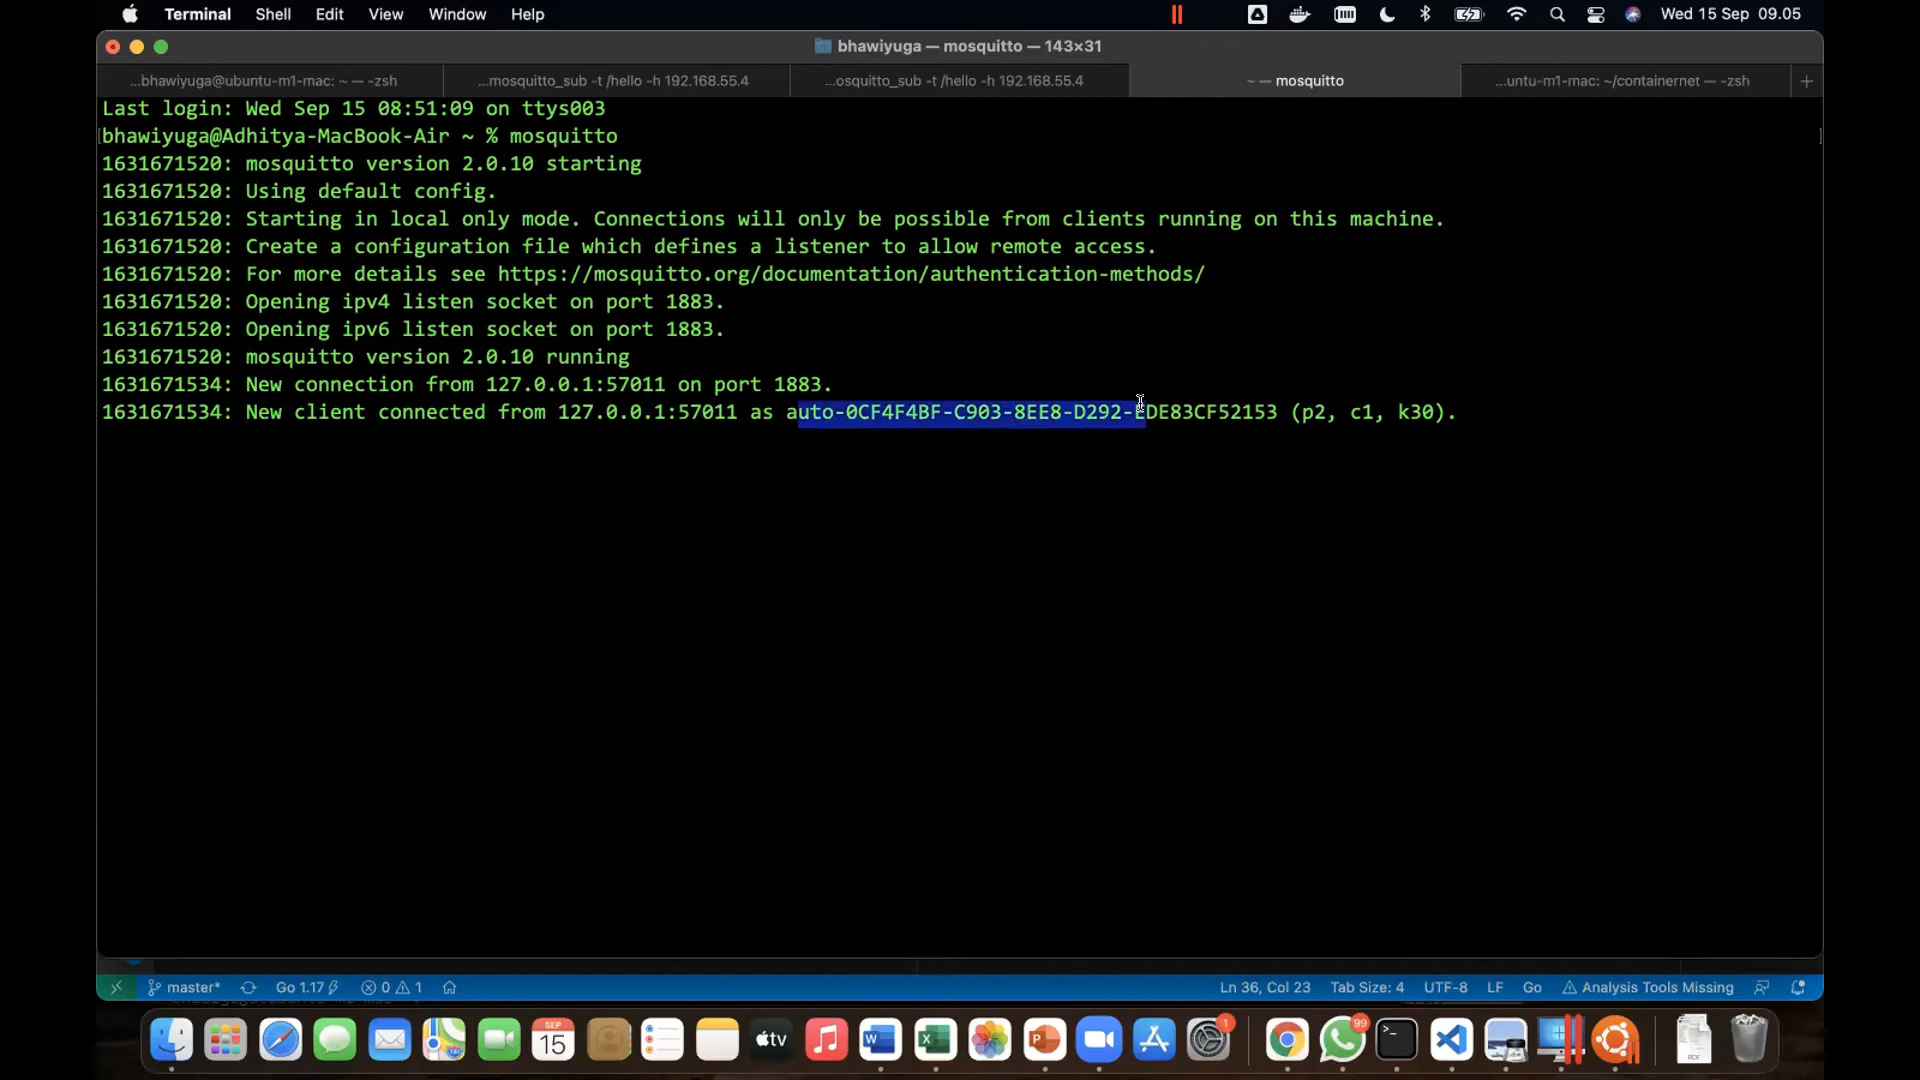 Terminal Shell Edit View Window Help Wed 15 Sep 09.05
bhawiyuga — mosquitto — 143×31
...bhawiyuga@ubuntu-m1-mac: ~ — -zsh ...mosquitto_sub -t /hello -h 192.168.55.4 ...osquitto_sub -t /hello -h 192.168.55.4 ~ — mosquitto ...untu-m1-mac: ~/containernet — -zsh +
Last login: Wed Sep 15 08:51:09 on ttys003
[bhawiyuga@Adhitya-MacBook-Air ~ % mosquitto ]
1631671520: mosquitto version 2.0.10 starting
1631671520: Using default config.
1631671520: Starting in local only mode. Connections will only be possible from clients running on this machine.
1631671520: Create a configuration file which defines a listener to allow remote access.
1631671520: For more details see https://mosquitto.org/documentation/authentication-methods/
1631671520: Opening ipv4 listen socket on port 1883.
1631671520: Opening ipv6 listen socket on port 1883.
1631671520: mosquitto version 2.0.10 running
1631671534: New connection from 127.0.0.1:57011 on port 1883.
1631671534: New client connected from 127.0.0.1:57011 as auto-0CF4F4BF-C903-8EE8-D292-EDE83CF52153 (p2, c1, k30).
master* Go 1.17 0 1 Ln 36, Col 23 Tab Size: 4 UTF-8 LF Go Analysis Tools Missing
SEP
15
tv
W
X
P
1
99
>_
PDF